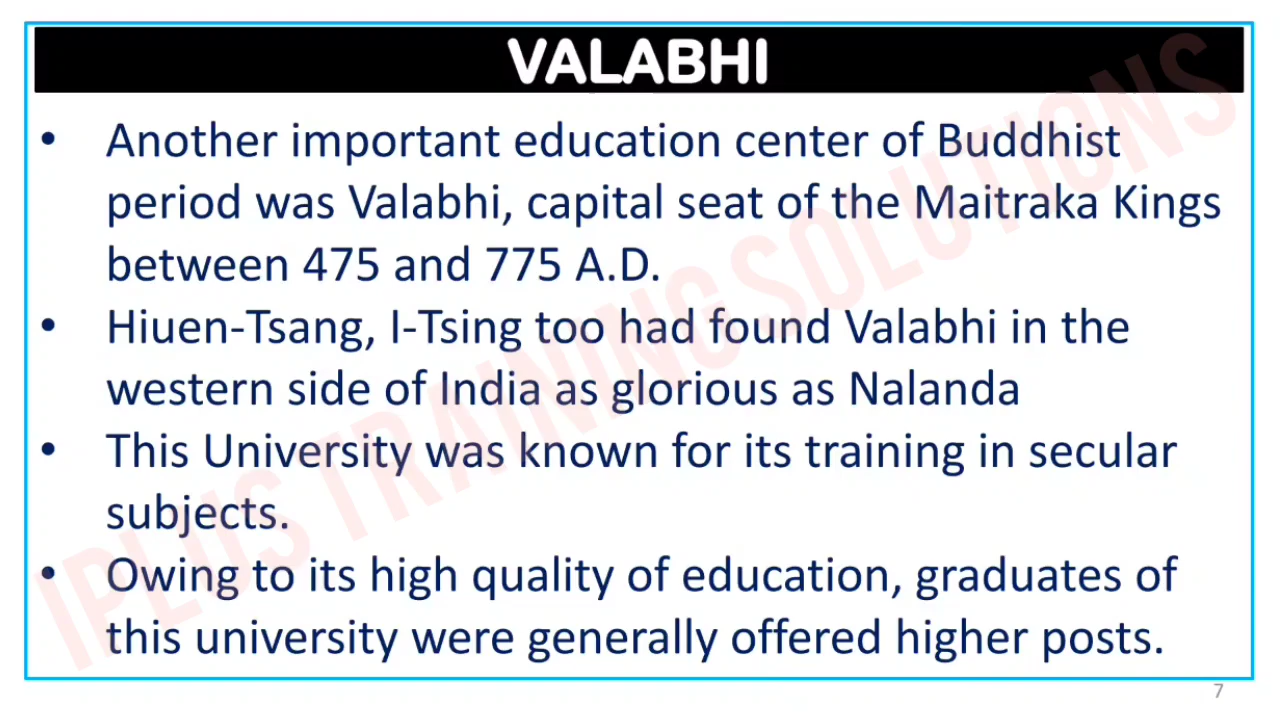 VALABHI
• Another important education center of Buddhist
period was Valabhi, capital seat of the Maitraka Kings
between 475 and 775 A.D.
• Hiuen-Tsang, I-Tsing too had found Valabhi in the
western side of India as glorious as Nalanda
• This University was known for its training in secular
subjects.
• Owing to its high quality of education, graduates of
this university were generally offered higher posts.
IPLUS TRAINING SOLUTIONS
7